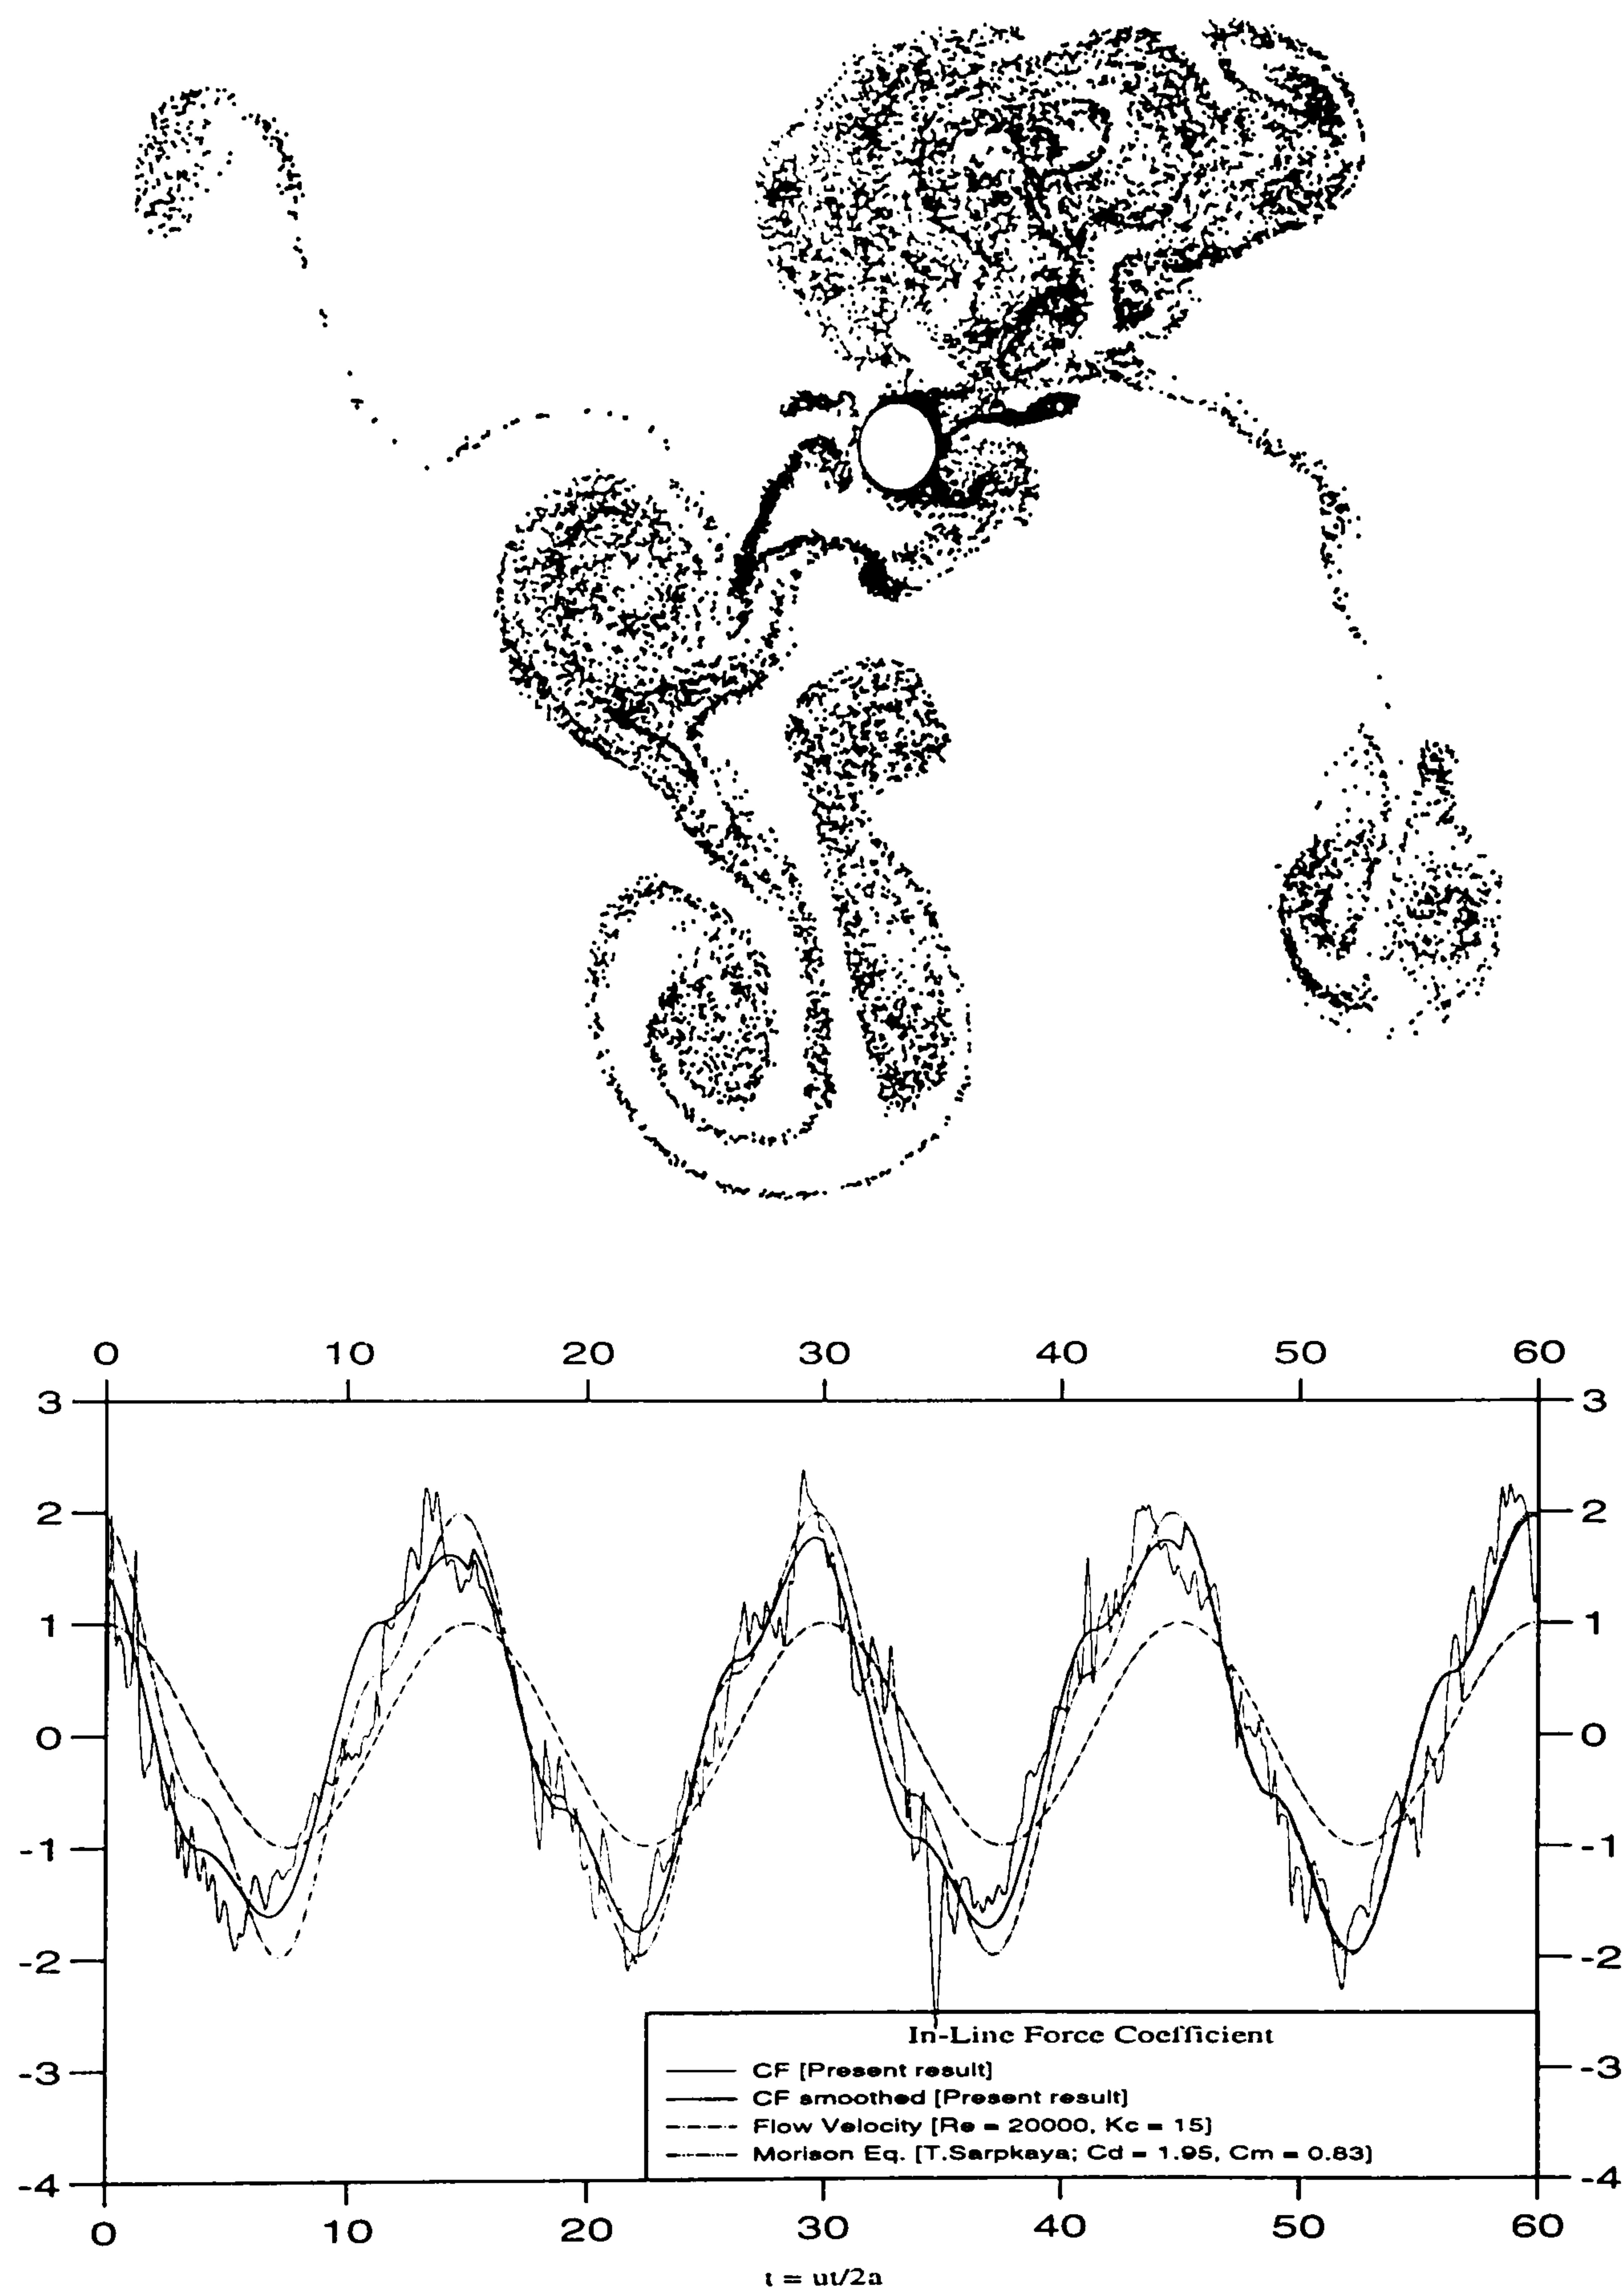 0 10 20 30 40 50 60
3 3
2 2
1 1
0 0
-1 -1
-2 -2
In-Line Force Coefficient
CF [Present result]
-3 -3
CF smoothed [Present result]
Flow Velocity [Re = 20000, Kc = 15]
Morison Eq. [T.Sarpkaya; Cd = 1.95, Cm = 0.83]
-4 -4
0 10 20 30 40 50 60
t = ut/2a